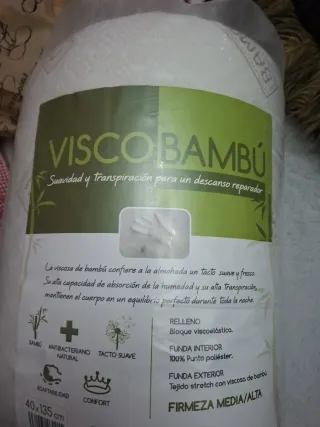 BAMBÚ
VISCOBAMBÚ
Suavidad y transpiración para un descanso reparador
La viscosa de bambú confiere a la almohada un tacto suave y fresco.
Su alta capacidad de absorción de la humedad y su alta transpiración,
mantienen el cuerpo en un equilibrio perfecto durante toda la noche.
BAMBÚ
ANTIBACTERIANO
NATURAL
TACTO SUAVE
ADAPTABILIDAD
CONFORT
RELLENO
Bloque viscoelástico.
FUNDA INTERIOR
100% Punto poliéster.
FUNDA EXTERIOR
Tejido stretch con viscosa de bambú
FIRMEZA MEDIA/ALTA
40x135 cm